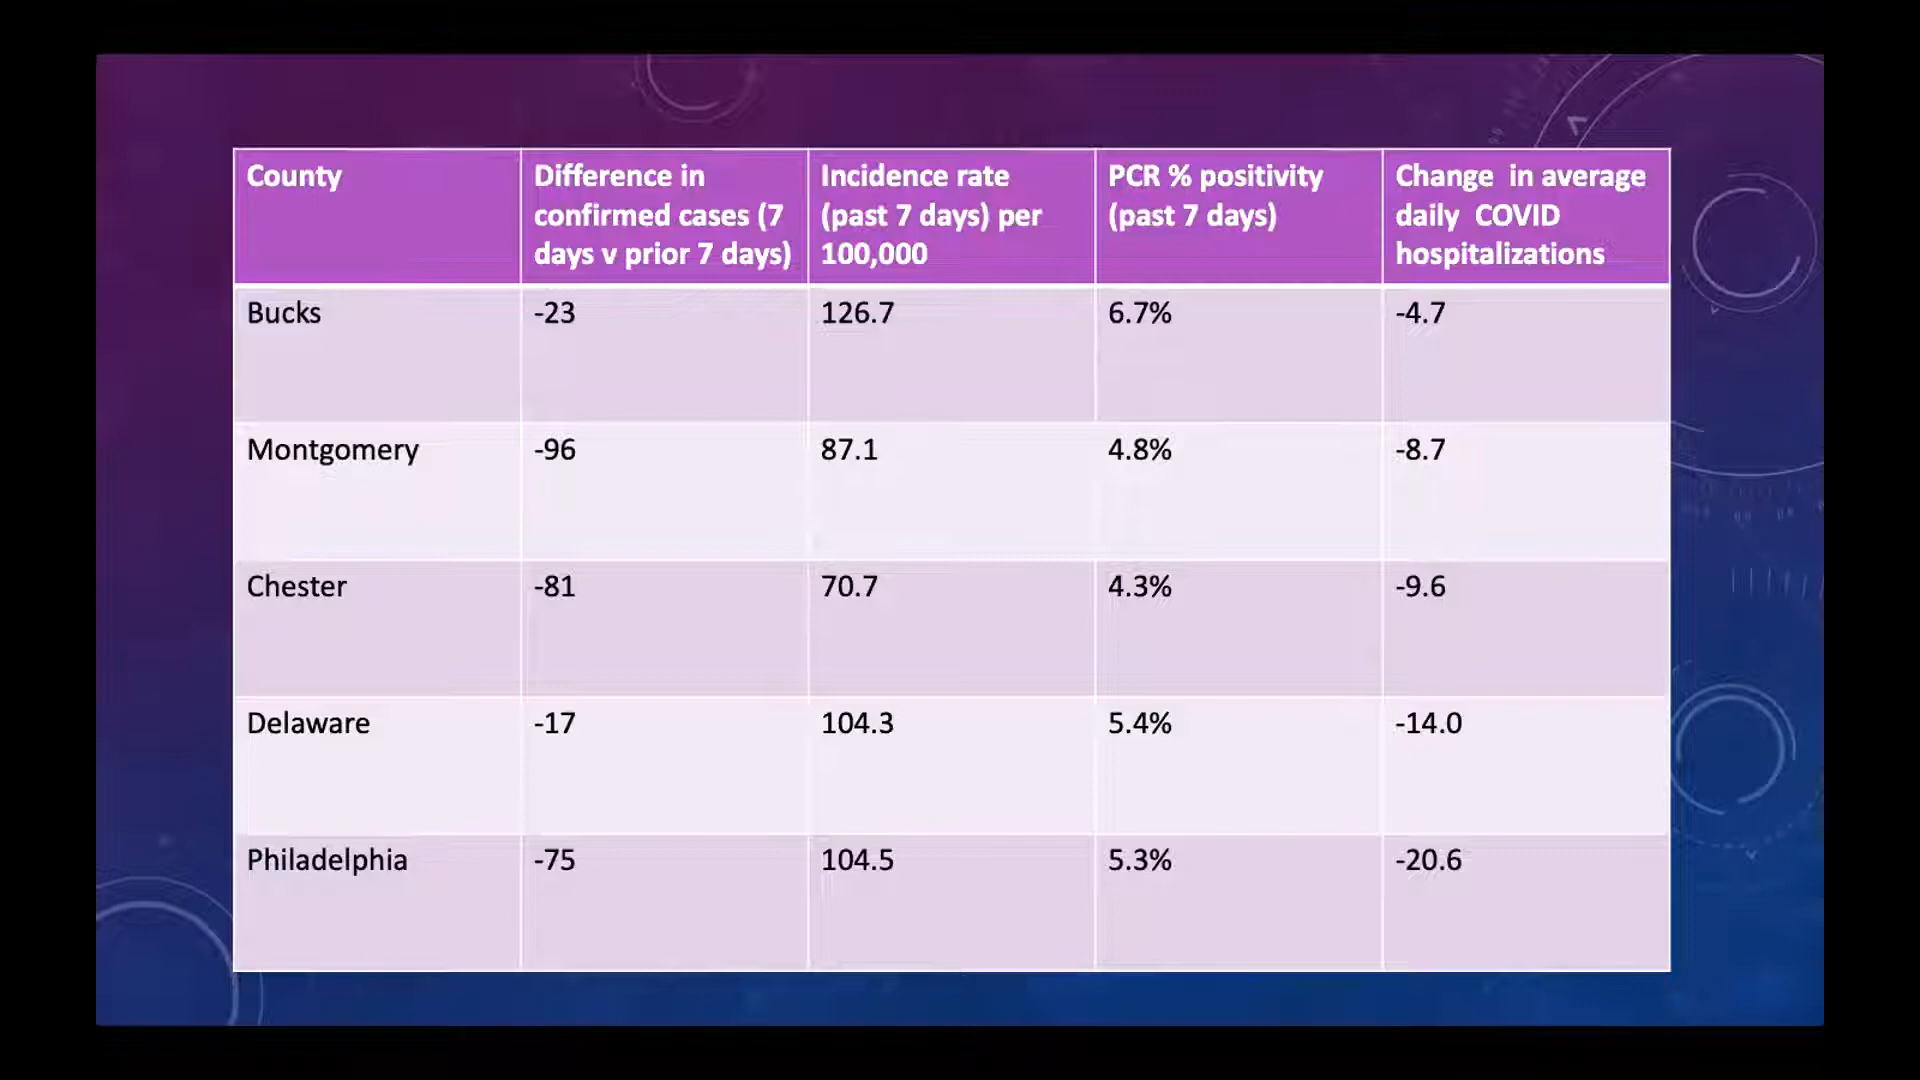 County
Difference in
confirmed cases (7
days v prior 7 days)
Incidence rate
(past 7 days) per
100,000
PCR % positivity
(past 7 days)
Change in average
daily COVID
hospitalizations
Bucks
-23
126.7
6.7%
-4.7
Montgomery
-96
87.1
4.8%
-8.7
Chester
-81
70.7
4.3%
-9.6
Delaware
-17
104.3
5.4%
-14.0
Philadelphia
-75
104.5
5.3%
-20.6